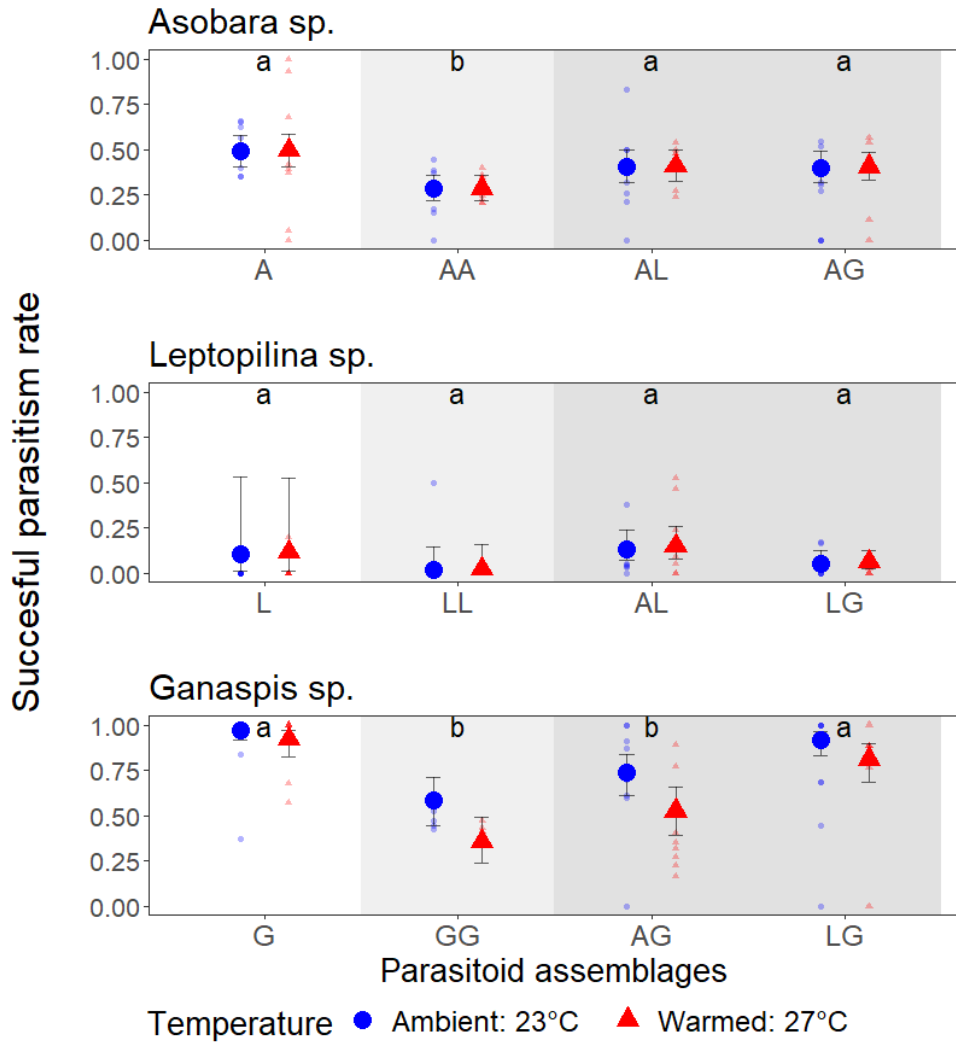 Asobara sp.
a b a a
1.00
0.75
0.50
0.25
0.00
A AA AL AG
Leptopilina sp.
a a a a
1.00
0.75
0.50
0.25
0.00
L LL AL LG
Ganaspis sp.
a b b a
1.00
0.75
0.50
0.25
0.00
G GG AG LG
Succesful parasitism rate
Parasitoid assemblages
Temperature Ambient: 23°C Warmed: 27°C